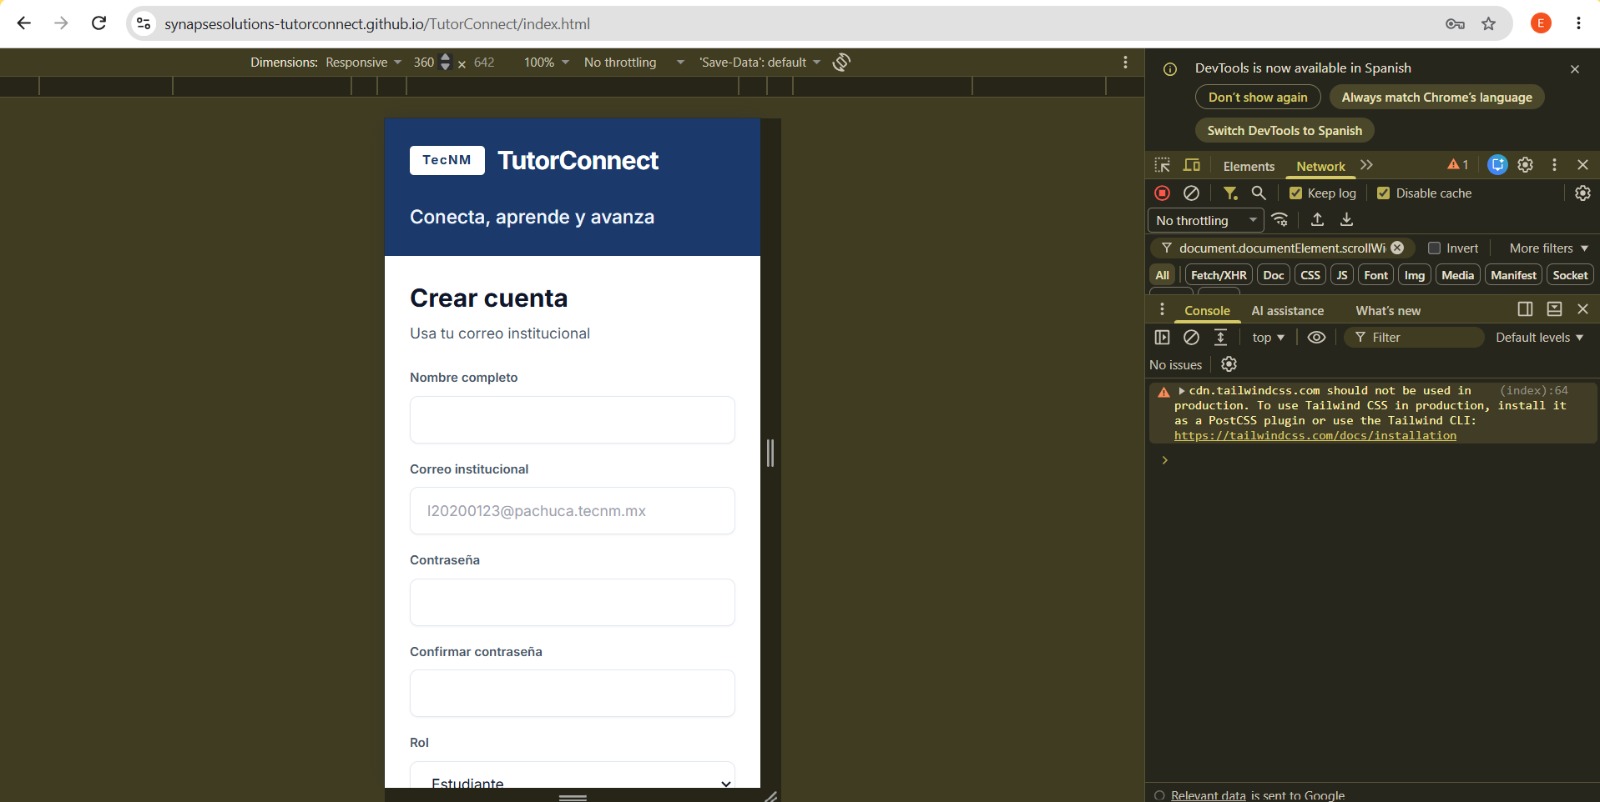 synapsesolutions-tutorconnect.github.io/TutorConnect/index.html
E
Dimensions: Responsive 360 × 642 100% No throttling 'Save-Data': default
TecNM TutorConnect
Conecta, aprende y avanza
Crear cuenta
Usa tu correo institucional
Nombre completo
Correo institucional
l20200123@pachuca.tecnm.mx
Contraseña
Confirmar contraseña
Rol
Estudiante
DevTools is now available in Spanish
Don't show again Always match Chrome's language
Switch DevTools to Spanish
Elements Network 1
Keep log Disable cache
No throttling
document.documentElement.scrollWi Invert More filters
All Fetch/XHR Doc CSS JS Font Img Media Manifest Socket
Console AI assistance What's new
top Filter Default levels
No issues
cdn.tailwindcss.com should not be used in (index):64
production. To use Tailwind CSS in production, install it
as a PostCSS plugin or use the Tailwind CLI:
https://tailwindcss.com/docs/installation
Relevant data is sent to Google